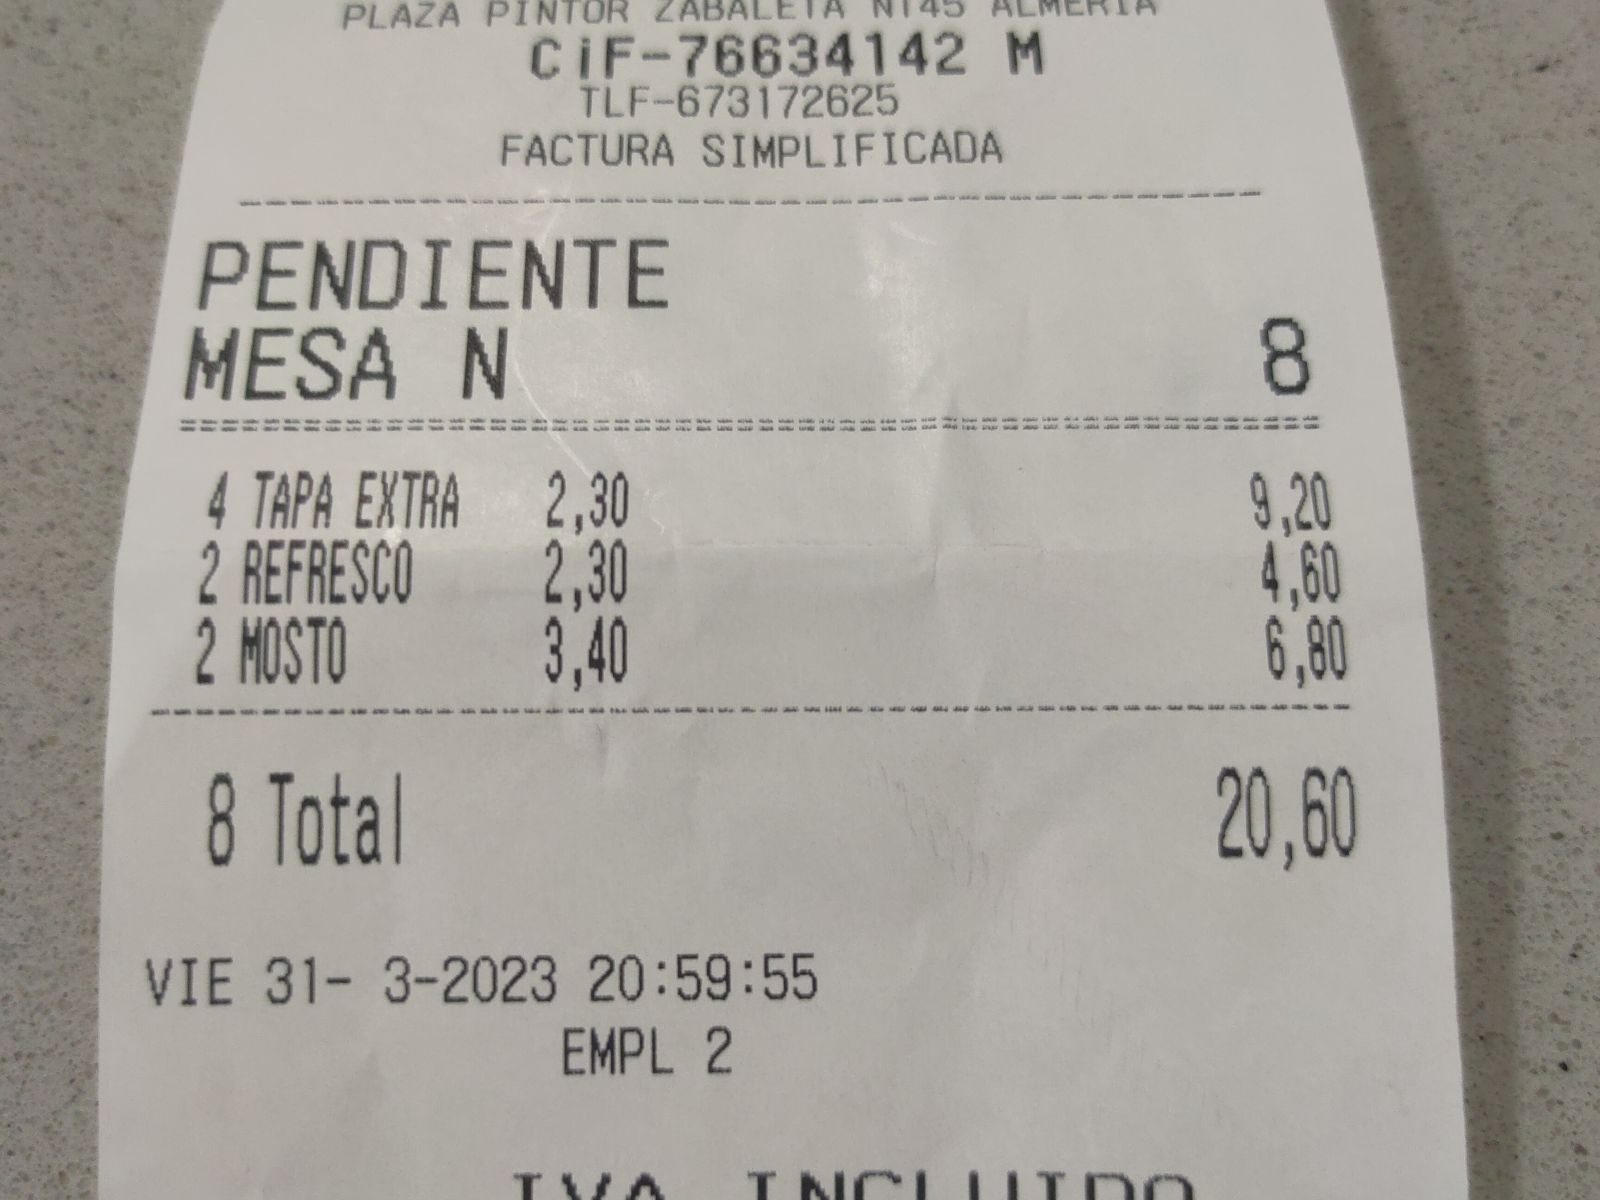 PLAZA PINTOR ZABALETA N145 ALMERIA
CiF-76634142 M
TLF-673172625
FACTURA SIMPLIFICADA
PENDIENTE
MESA N 8
4 TAPA EXTRA 2,30 9,20
2 REFRESCO 2,30 4,60
2 MOSTO 3,40 6,80
8 Total 20,60
VIE 31- 3-2023 20:59:55
EMPL 2
IVA INCLUIDO